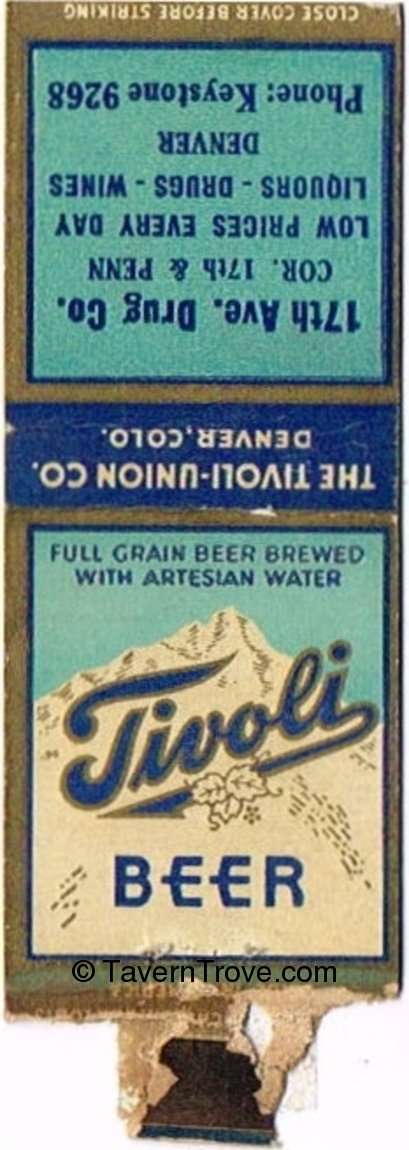 CLOSE COVER BEFORE STRIKING
17th Ave. Drug Co.
COR. 17th & PENN
LOW PRICES EVERY DAY
LIQUORS - DRUGS - WINES
DENVER
Phone: Keystone 9268
THE TIVOLI-UNION CO.
DENVER, COLO.
FULL GRAIN BEER BREWED
WITH ARTESIAN WATER
Tivoli
BEER
© TavernTrove.com